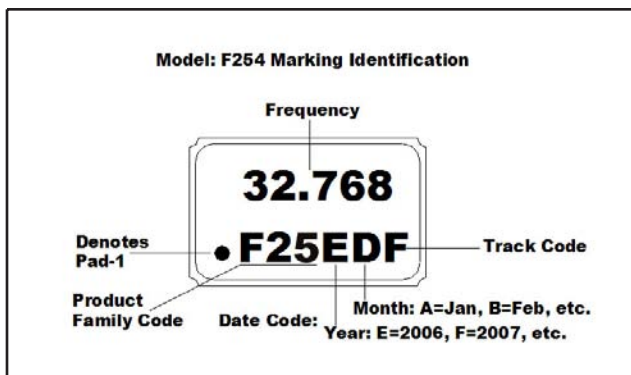 Model: F254 Marking Identification
Frequency
32.768
F25EDF
Denotes
Pad-1
Track Code
Product
Family Code
Date Code:
Month: A=Jan, B=Feb, etc.
Year: E=2006, F=2007, etc.